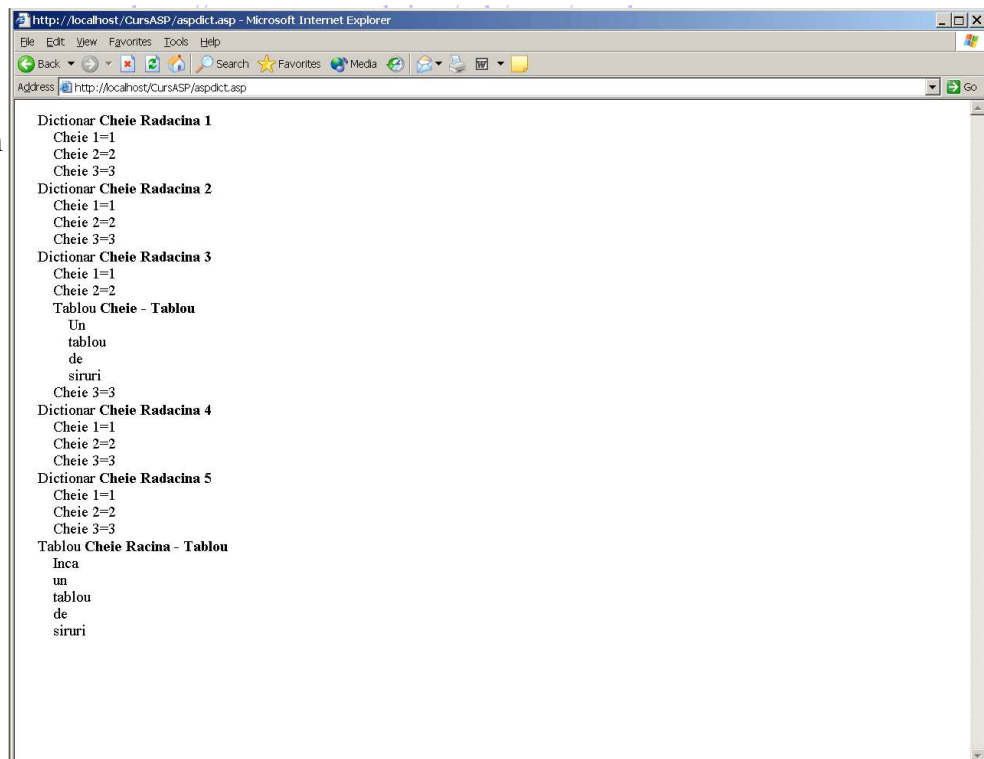 http://localhost/CursASP/aspdict.asp - Microsoft Internet Explorer
File Edit View Favorites Tools Help
Back Search Favorites Media
Address http://localhost/CursASP/aspdict.asp Go
Dictionar Cheie Radacina 1
Cheie 1=1
Cheie 2=2
Cheie 3=3
Dictionar Cheie Radacina 2
Cheie 1=1
Cheie 2=2
Cheie 3=3
Dictionar Cheie Radacina 3
Cheie 1=1
Cheie 2=2
Tablou Cheie - Tablou
Un
tablou
de
siruri
Cheie 3=3
Dictionar Cheie Radacina 4
Cheie 1=1
Cheie 2=2
Cheie 3=3
Dictionar Cheie Radacina 5
Cheie 1=1
Cheie 2=2
Cheie 3=3
Tablou Cheie Racina - Tablou
Inca
un
tablou
de
siruri